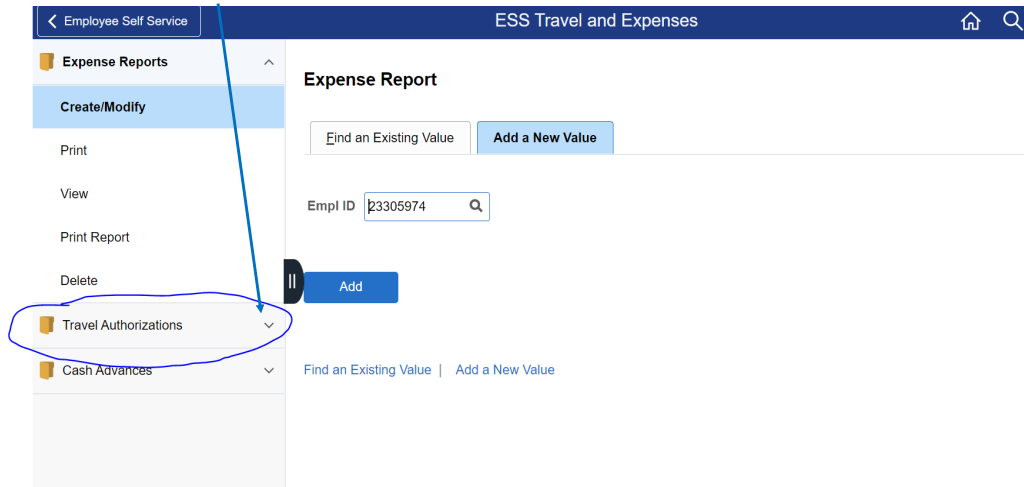 Employee Self Service
ESS Travel and Expenses
Expense Reports
Create/Modify
Print
View
Print Report
Delete
Travel Authorizations
Cash Advances
Expense Report
Find an Existing Value
Add a New Value
Empl ID 23305974
Add
Find an Existing Value | Add a New Value